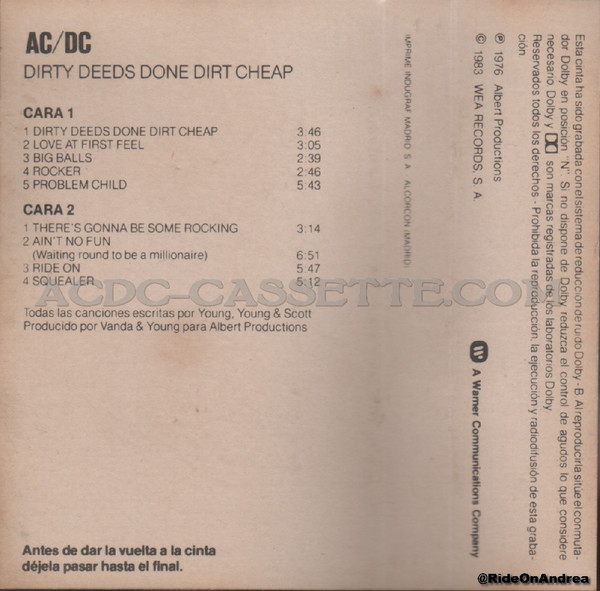 AC/DC
DIRTY DEEDS DONE DIRT CHEAP
CARA 1
1 DIRTY DEEDS DONE DIRT CHEAP 3:46
2 LOVE AT FIRST FEEL 3:05
3 BIG BALLS 2:39
4 ROCKER 2:46
5 PROBLEM CHILD 5:43
CARA 2
1 THERE'S GONNA BE SOME ROCKING 3:14
2 AIN'T NO FUN
(Waiting round to be a millionaire) 6:51
3 RIDE ON 5:47
4 SQUEALER 5:12
ACDC-CASSETTE.COM
Todas las canciones escritas por Young, Young & Scott
Producido por Vanda & Young para Albert Productions
Antes de dar la vuelta a la cinta
déjela pasar hasta el final.
IMPRIME INDUGRAF MADRID, S. A. ALCORCON (MADRID)
℗ 1976 Albert Productions
© 1983 WEA RECORDS, S. A.
W A Warner Communications Company
Esta cinta ha sido grabada con el sistema de reducción de ruido Dolby - B. Al reproducirla sitúe el conmuta-
dor Dolby en posición "N". Si no dispone de Dolby, reduzca el control de agudos lo que considere
necesario. Dolby y son marcas registradas de los laboratorios Dolby.
Reservados todos los derechos - Prohibida la reproducción, la ejecución y radiodifusión de esta graba-
ción
@RideOnAndrea